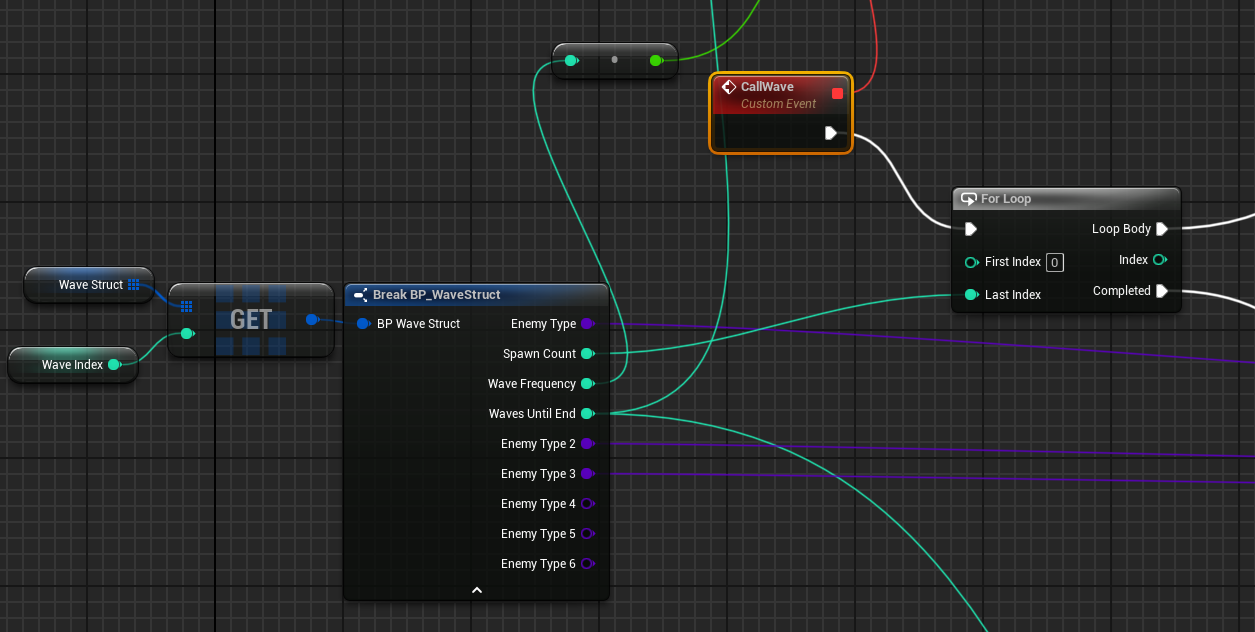 CallWave
Custom Event
For Loop
Loop Body
First Index 0
Index
Last Index
Completed
Wave Struct
GET
Wave Index
Break BP_WaveStruct
BP Wave Struct
Enemy Type
Spawn Count
Wave Frequency
Waves Until End
Enemy Type 2
Enemy Type 3
Enemy Type 4
Enemy Type 5
Enemy Type 6